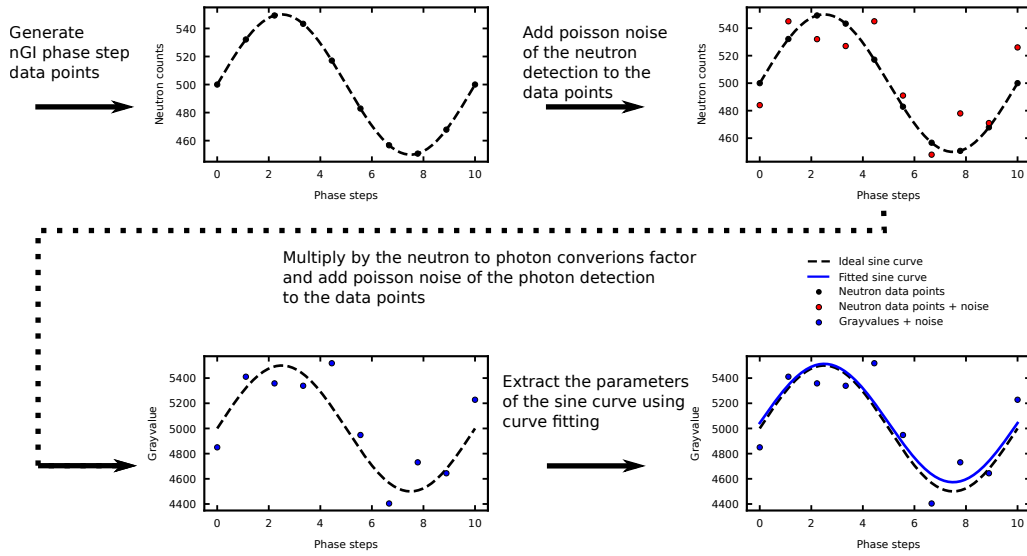 Generate
nGI phase step
data points
Neutron counts
540
520
500
480
460
0 2 4 6 8 10
Phase steps
Add poisson noise
of the neutron
detection to the
data points
Neutron counts
540
520
500
480
460
0 2 4 6 8 10
Phase steps
Multiply by the neutron to photon converions factor
and add poisson noise of the photon detection
to the data points
Ideal sine curve
Fitted sine curve
Neutron data points
Neutron data points + noise
Grayvalues + noise
Grayvalue
5400
5200
5000
4800
4600
4400
0 2 4 6 8 10
Phase steps
Extract the parameters
of the sine curve using
curve fitting
Grayvalue
5400
5200
5000
4800
4600
4400
0 2 4 6 8 10
Phase steps